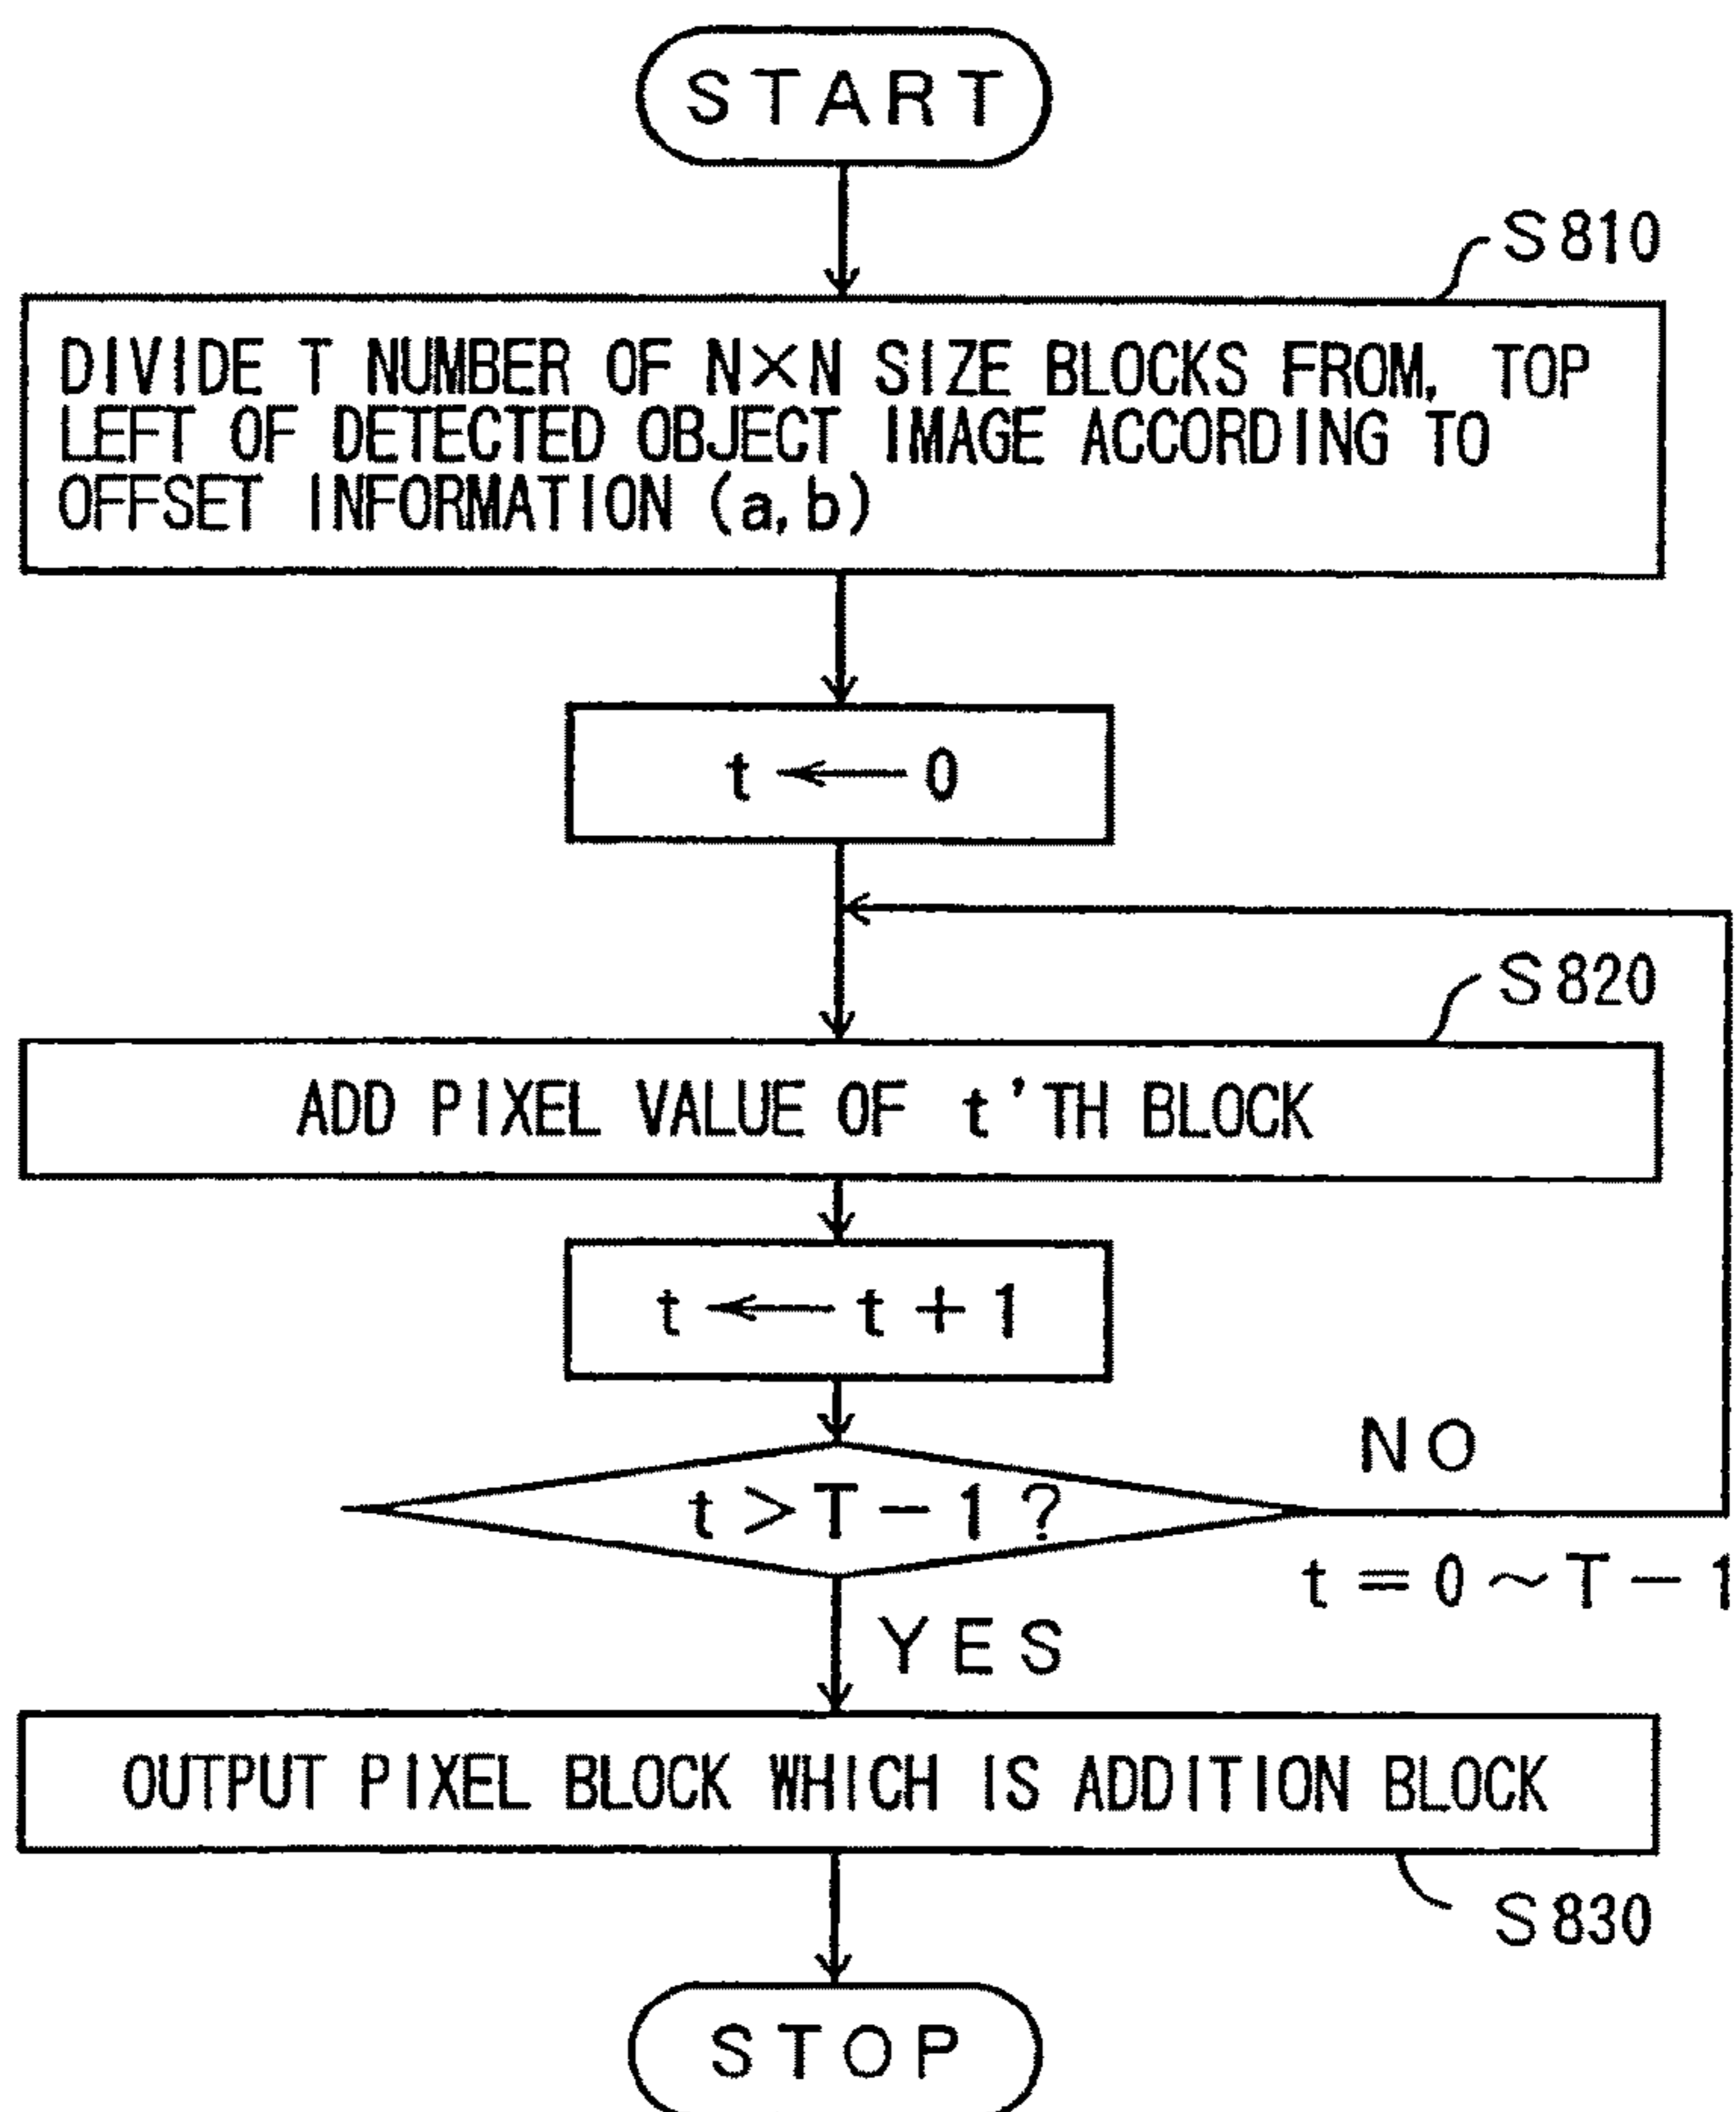 START
S810
DIVIDE T NUMBER OF N×N SIZE BLOCKS FROM, TOP
LEFT OF DETECTED OBJECT IMAGE ACCORDING TO
OFFSET INFORMATION (a, b)
t ← 0
S820
ADD PIXEL VALUE OF t'TH BLOCK
t ← t + 1
NO
t > T - 1 ?
t = 0 ~ T - 1
YES
OUTPUT PIXEL BLOCK WHICH IS ADDITION BLOCK
S830
STOP